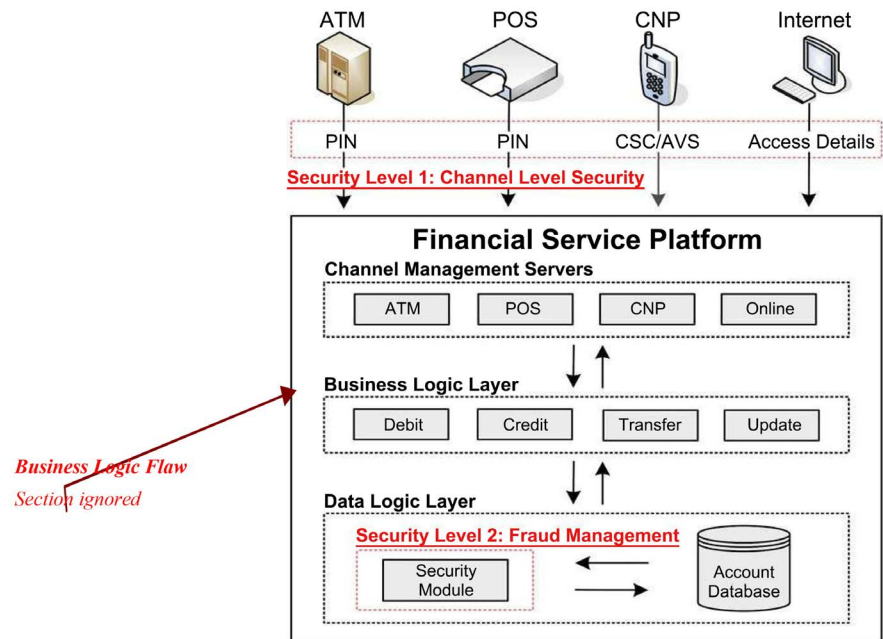 ATM POS CNP Internet
PIN PIN CSC/AVS Access Details
Security Level 1: Channel Level Security
Financial Service Platform
Channel Management Servers
ATM POS CNP Online
Business Logic Layer
Debit Credit Transfer Update
Business Logic Flaw
Section ignored
Data Logic Layer
Security Level 2: Fraud Management
Security
Module
Account
Database